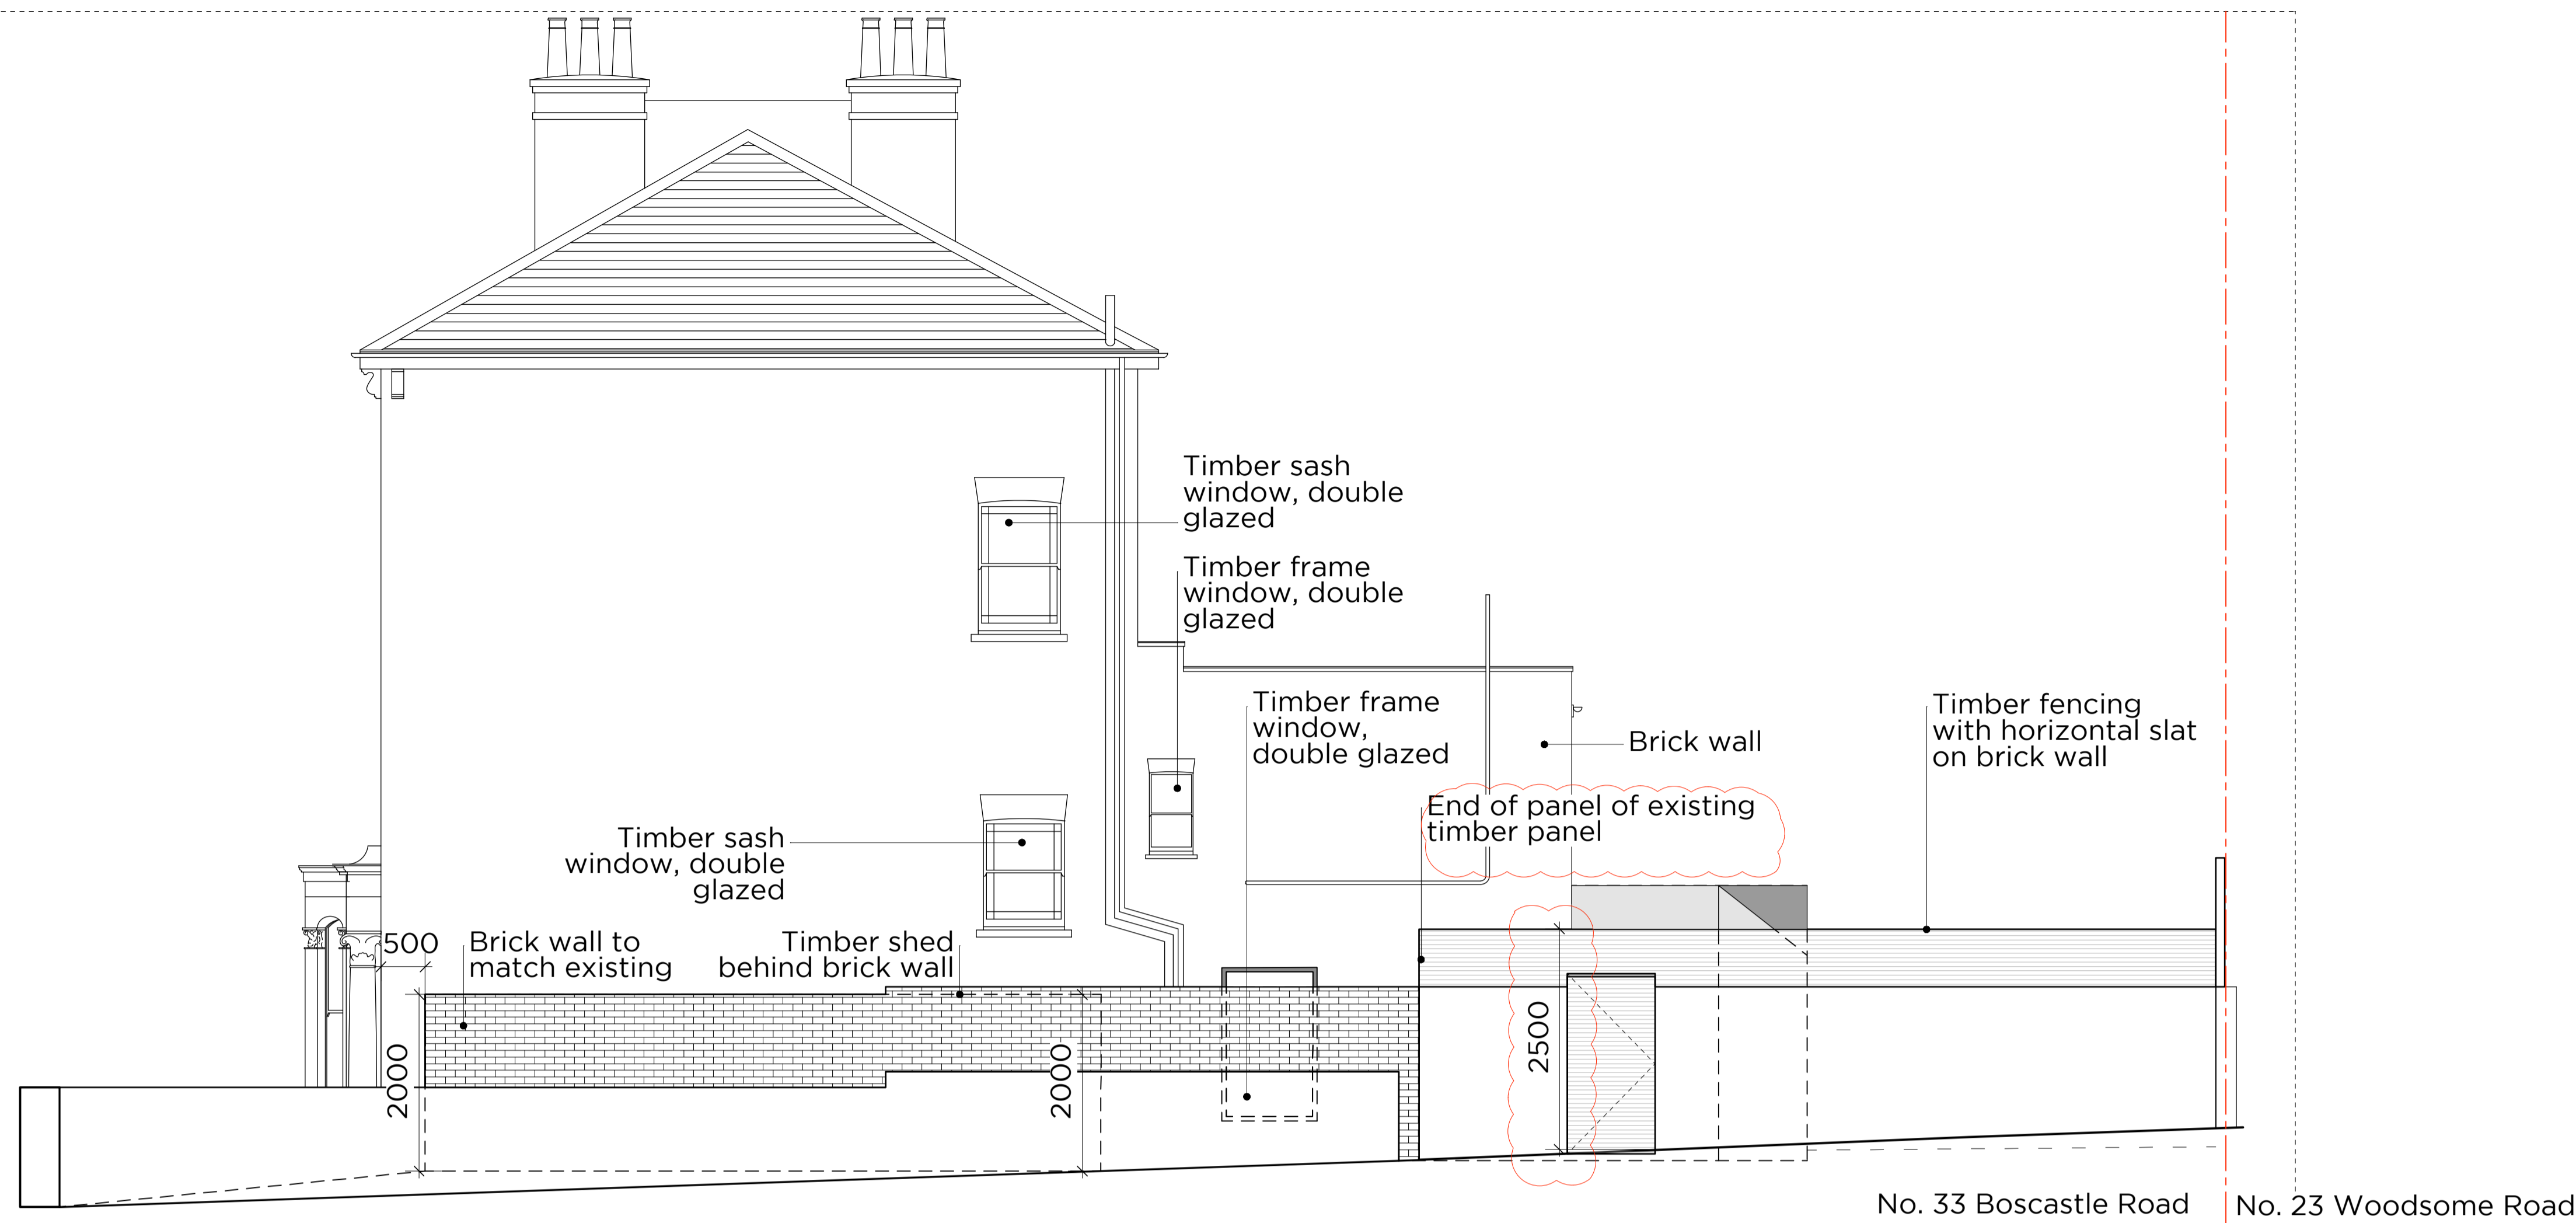 Timber sash
window, double
glazed
Timber frame
window, double
glazed
Timber frame
window,
double glazed
Brick wall
Timber fencing
with horizontal slat
on brick wall
End of panel of existing
timber panel
Timber sash
window, double
glazed
500
Brick wall to
match existing
Timber shed
behind brick wall
2000
2000
2500
No. 33 Boscastle Road
No. 23 Woodsome Road